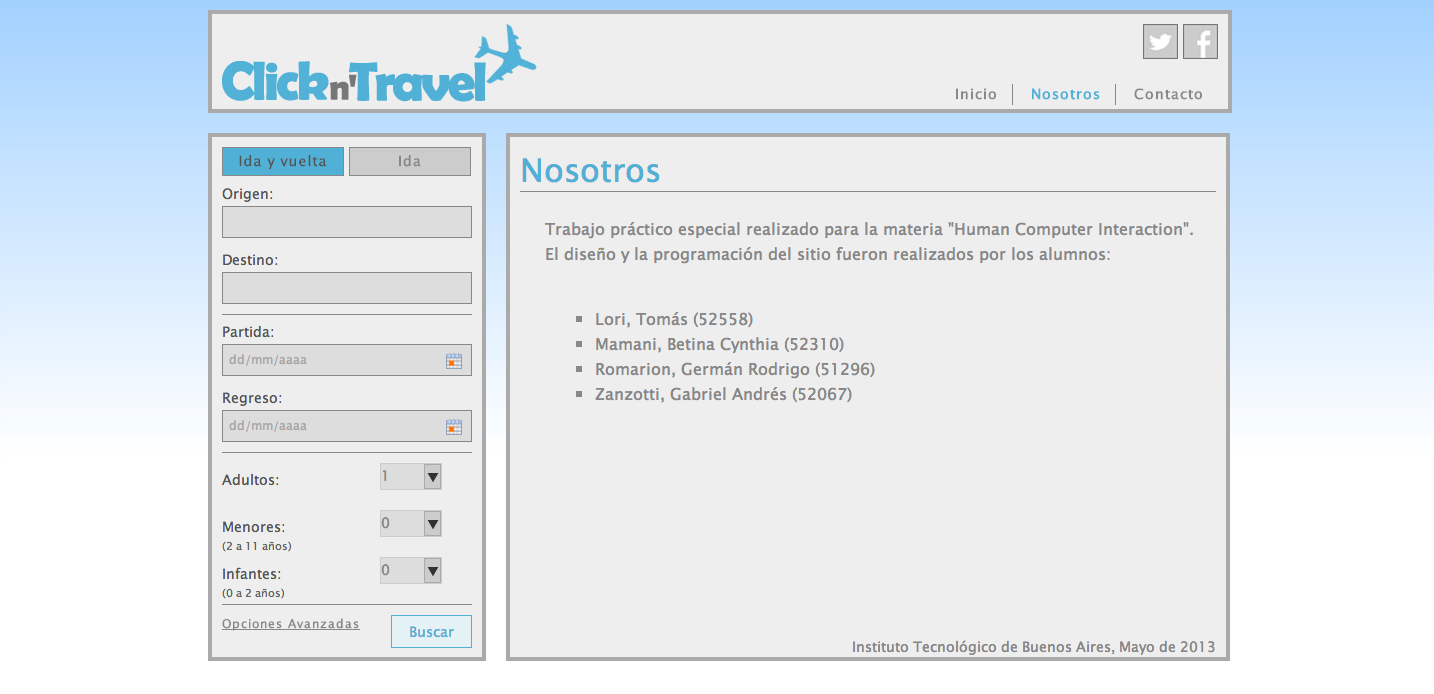 Click n' Travel
Inicio
Nosotros
Contacto
Ida y vuelta
Ida
Origen:
Destino:
Partida:
dd/mm/aaaa
Regreso:
dd/mm/aaaa
Adultos:
1
Menores:
0
(2 a 11 años)
Infantes:
0
(0 a 2 años)
Opciones Avanzadas
Buscar
Nosotros
Trabajo práctico especial realizado para la materia "Human Computer Interaction".
El diseño y la programación del sitio fueron realizados por los alumnos:
Lori, Tomás (52558)
Mamani, Betina Cynthia (52310)
Romarion, Germán Rodrigo (51296)
Zanzotti, Gabriel Andrés (52067)
Instituto Tecnológico de Buenos Aires, Mayo de 2013